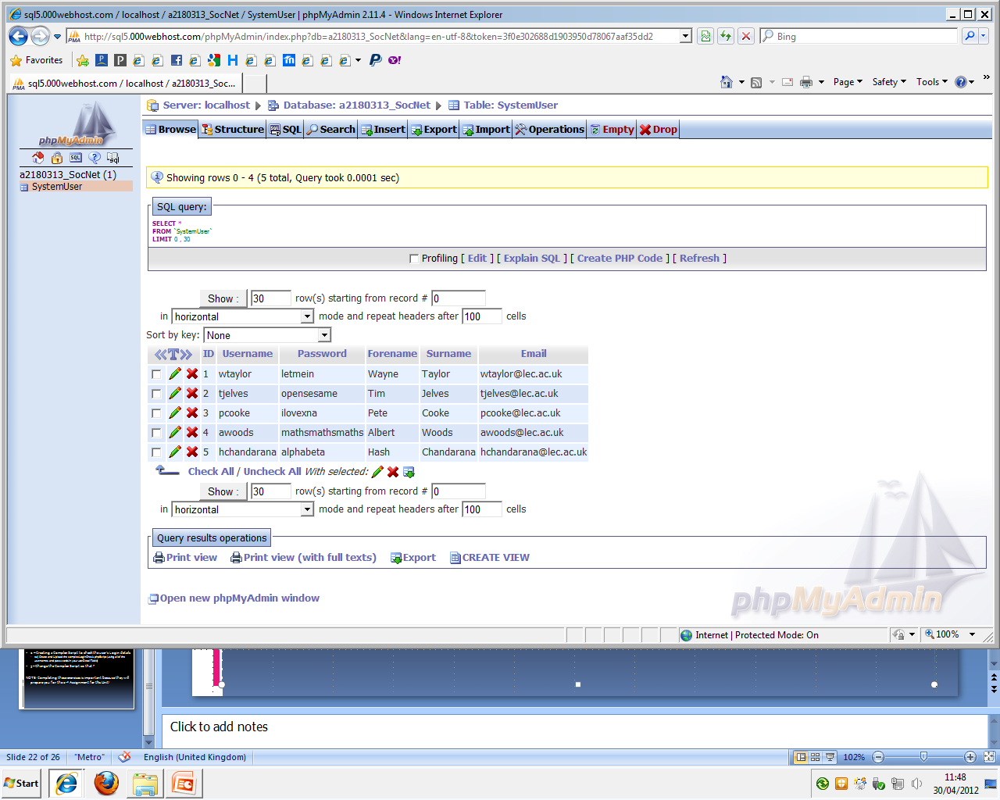 sql5.000webhost.com / localhost / a2180313_SocNet / SystemUser | phpMyAdmin 2.11.4 - Windows Internet Explorer
http://sql5.000webhost.com/phpMyAdmin/index.php?db=a2180313_SocNet&lang=en-utf-8&token=3f0e302688d1903950d78067aaf35dd2
Bing
Favorites
sql5.000webhost.com / localhost / a2180313_Soc...
Page Safety Tools
phpMyAdmin
a2180313_SocNet (1)
SystemUser
Server: localhost Database: a2180313_SocNet Table: SystemUser
Browse Structure SQL Search Insert Export Import Operations Empty Drop
Showing rows 0 - 4 (5 total, Query took 0.0001 sec)
SQL query:
SELECT *
FROM `SystemUser`
LIMIT 0 , 30
Profiling [ Edit ] [ Explain SQL ] [ Create PHP Code ] [ Refresh ]
Show : 30 row(s) starting from record # 0
in horizontal mode and repeat headers after 100 cells
Sort by key: None
ID Username Password Forename Surname Email
1 wtaylor letmein Wayne Taylor wtaylor@lec.ac.uk
2 tjelves opensesame Tim Jelves tjelves@lec.ac.uk
3 pcooke ilovexna Pete Cooke pcooke@lec.ac.uk
4 awoods mathsmathsmaths Albert Woods awoods@lec.ac.uk
5 hchandarana alphabeta Hash Chandarana hchandarana@lec.ac.uk
Check All / Uncheck All With selected:
Show : 30 row(s) starting from record # 0
in horizontal mode and repeat headers after 100 cells
Query results operations
Print view Print view (with full texts) Export CREATE VIEW
Open new phpMyAdmin window
phpMyAdmin
Internet | Protected Mode: On
100%
Click to add notes
Slide 22 of 26 "Metro" English (United Kingdom) 102%
Start
11:48
30/04/2012